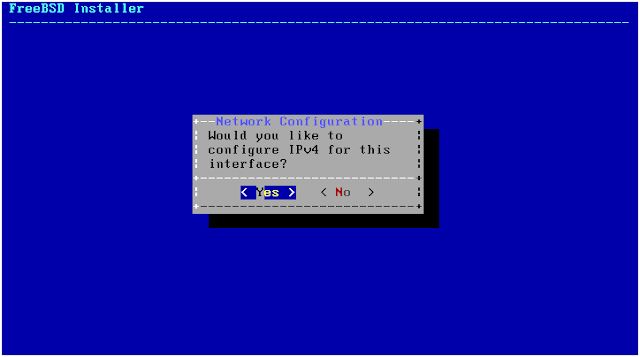 FreeBSD Installer
Network Configuration
Would you like to
configure IPv4 for this
interface?
< Yes > < No >